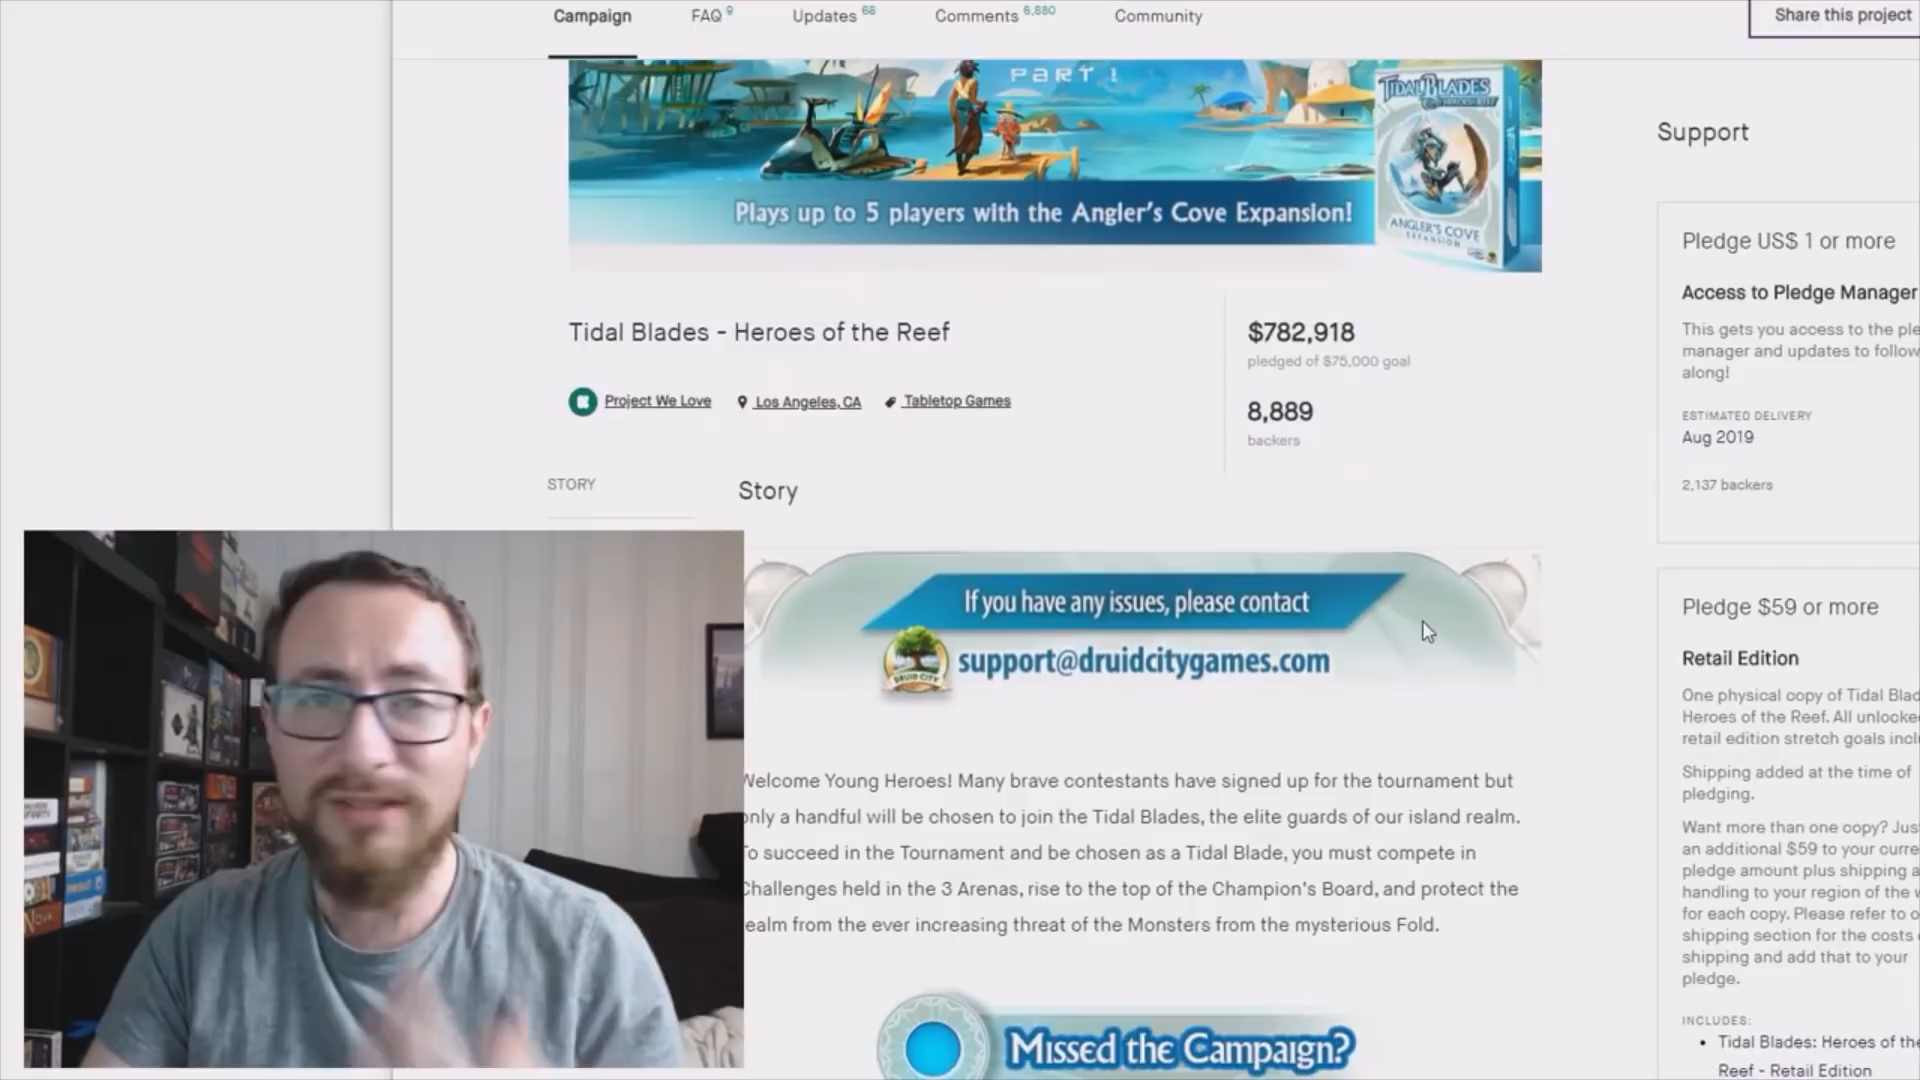 Campaign
FAQ 9
Updates 68
Comments 6,880
Community
Share this project
PART 1
TIDAL BLADES
Plays up to 5 players with the Angler's Cove Expansion!
ANGLER'S COVE
EXPANSION
Support
Tidal Blades - Heroes of the Reef
$782,918
pledged of $75,000 goal
Project We Love
Los Angeles, CA
Tabletop Games
8,889
backers
STORY
Story
If you have any issues, please contact
DRUID CITY
support@druidcitygames.com
Welcome Young Heroes! Many brave contestants have signed up for the tournament but
only a handful will be chosen to join the Tidal Blades, the elite guards of our island realm.
To succeed in the Tournament and be chosen as a Tidal Blade, you must compete in
Challenges held in the 3 Arenas, rise to the top of the Champion's Board, and protect the
realm from the ever increasing threat of the Monsters from the mysterious Fold.
Missed the Campaign?
Pledge US$ 1 or more
Access to Pledge Manager
This gets you access to the ple
manager and updates to follow
along!
ESTIMATED DELIVERY
Aug 2019
2,137 backers
Pledge $59 or more
Retail Edition
One physical copy of Tidal Blad
Heroes of the Reef. All unlocke
retail edition stretch goals incl
Shipping added at the time of
pledging.
Want more than one copy? Jus
an additional $59 to your curre
pledge amount plus shipping a
handling to your region of the w
for each copy. Please refer to o
shipping section for the costs
shipping and add that to your
pledge.
INCLUDES:
• Tidal Blades: Heroes of the
Reef - Retail Edition